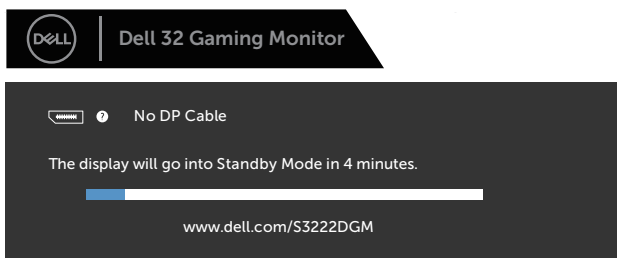 DELL
Dell 32 Gaming Monitor
? No DP Cable
The display will go into Standby Mode in 4 minutes.
www.dell.com/S3222DGM